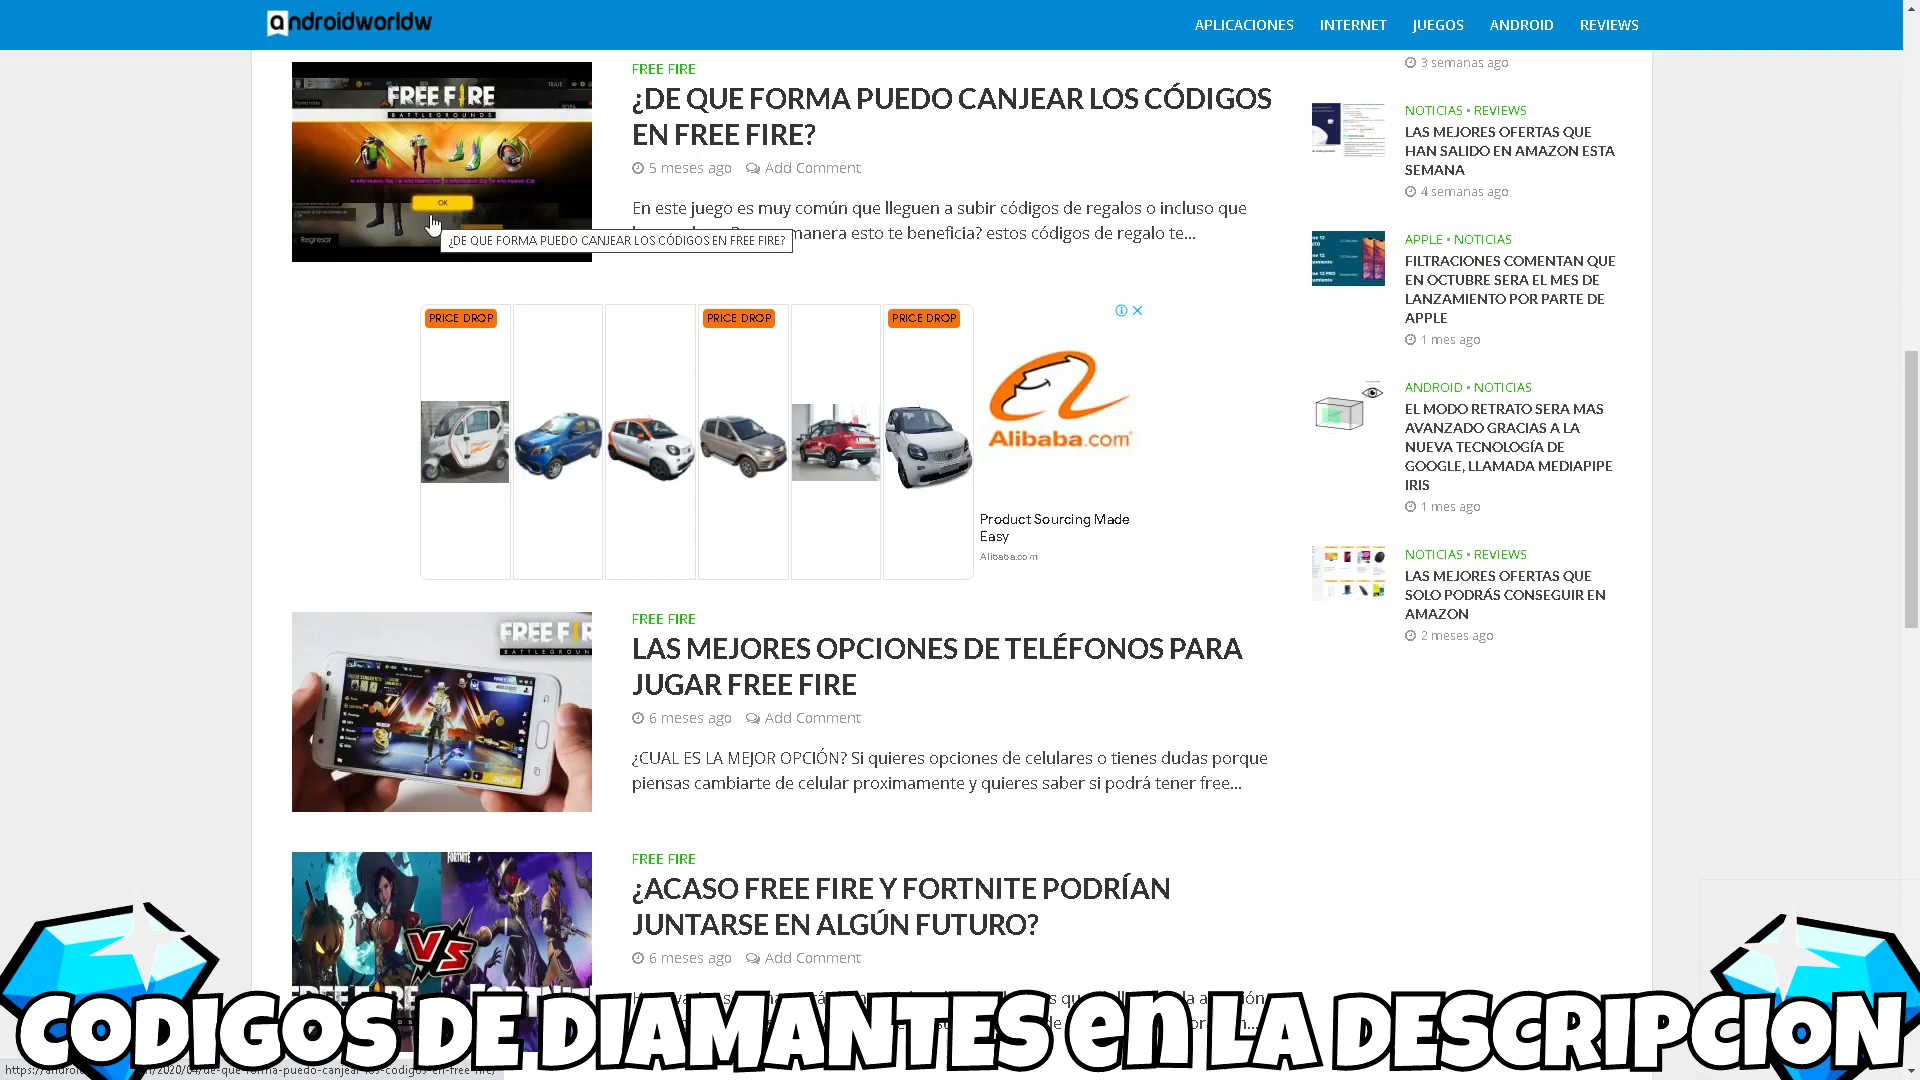 androidworldw
APLICACIONES INTERNET JUEGOS ANDROID REVIEWS
FREE FIRE
BATTLEGROUNDS
OK
Regresar
FREE FIRE
¿DE QUE FORMA PUEDO CANJEAR LOS CÓDIGOS
EN FREE FIRE?
5 meses ago Add Comment
En este juego es muy común que lleguen a subir códigos de regalos o incluso que
manera esto te beneficia? estos códigos de regalo te...
¿DE QUE FORMA PUEDO CANJEAR LOS CÓDIGOS EN FREE FIRE?
PRICE DROP
PRICE DROP
PRICE DROP
Alibaba.com
Product Sourcing Made
Easy
Alibaba.com
FREE FIRE
BATTLEGROUNDS
FREE FIRE
LAS MEJORES OPCIONES DE TELÉFONOS PARA
JUGAR FREE FIRE
6 meses ago Add Comment
¿CUAL ES LA MEJOR OPCIÓN? Si quieres opciones de celulares o tienes dudas porque
piensas cambiarte de celular proximamente y quieres saber si podrá tener free...
FORTNITE
VS
FREE FIRE
¿ACASO FREE FIRE Y FORTNITE PODRÍAN
JUNTARSE EN ALGÚN FUTURO?
6 meses ago Add Comment
3 semanas ago
NOTICIAS • REVIEWS
LAS MEJORES OFERTAS QUE
HAN SALIDO EN AMAZON ESTA
SEMANA
4 semanas ago
APPLE • NOTICIAS
FILTRACIONES COMENTAN QUE
EN OCTUBRE SERA EL MES DE
LANZAMIENTO POR PARTE DE
APPLE
1 mes ago
ANDROID • NOTICIAS
EL MODO RETRATO SERA MAS
AVANZADO GRACIAS A LA
NUEVA TECNOLOGÍA DE
GOOGLE, LLAMADA MEDIAPIPE
IRIS
1 mes ago
NOTICIAS • REVIEWS
LAS MEJORES OFERTAS QUE
SOLO PODRÁS CONSEGUIR EN
AMAZON
2 meses ago
CODIGOS DE DIAMANTES en LA DESCRIPCION